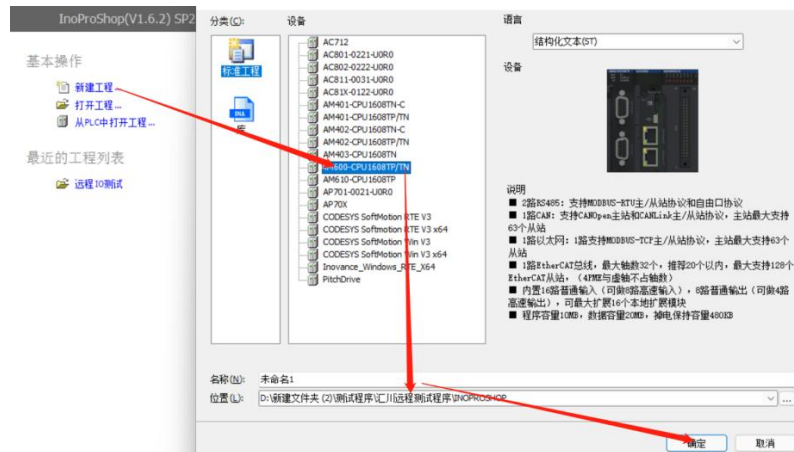 InoProShop(V1.6.2) SP2
基本操作
新建工程...
打开工程...
从PLC中打开工程...
最近的工程列表
远程IO测试
分类(C):
标准工程
库
设备
AC712
AC801-0221-U0R0
AC802-0222-U0R0
AC811-0031-U0R0
AC81X-0122-U0R0
AM401-CPU1608TN-C
AM401-CPU1608TP/TN
AM402-CPU1608TN-C
AM402-CPU1608TP/TN
AM403-CPU1608TN
AM600-CPU1608TP/TN
AM610-CPU1608TP
AP701-0021-U0R0
AP70X
CODESYS SoftMotion RTE V3
CODESYS Softmotion RTE V3 x64
CODESYS SoftMotion Win V3
CODESYS SoftMotion Win V3 x64
Inovance_Windows_RTE_X64
PitchDrive
语言
结构化文本(ST)
设备
说明
■ 2路RS485：支持MODBUS-RTU主/从站协议和自由口协议
■ 1路CAN：支持CANOpen主站和CANLink主/从站协议，主站最大支持
63个从站
■ 1路以太网：1路支持MODBUS-TCP主/从站协议，主站最大支持63个
从站
■ 1路EtherCAT总线，最大轴数32个，推荐20个以内，最大支持128个
EtherCAT从站，（4PME与虚轴不占轴数）
■ 内置16路普通输入（可做8路高速输入），8路普通输出（可做4路
高速输出），可最大扩展16个本地扩展模块
■ 程序容量10MB，数据容量20MB，掉电保持容量480KB
名称(N): 未命名1
位置(L): D:\新建文件夹 (2)\测试程序\汇川远程测试程序\INOPROSHOP
...
确定
取消